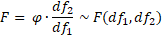 F = φ · df₂/df₁ ~ F(df₁, df₂)